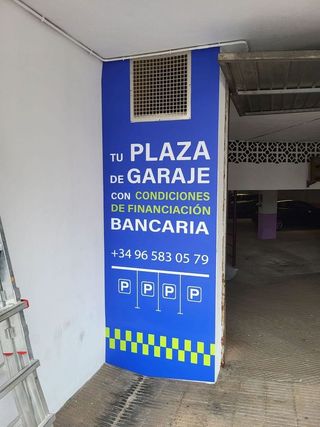 TU PLAZA
DE GARAJE
CON CONDICIONES
DE FINANCIACIÓN
BANCARIA
+34 96 583 05 79
P P P P